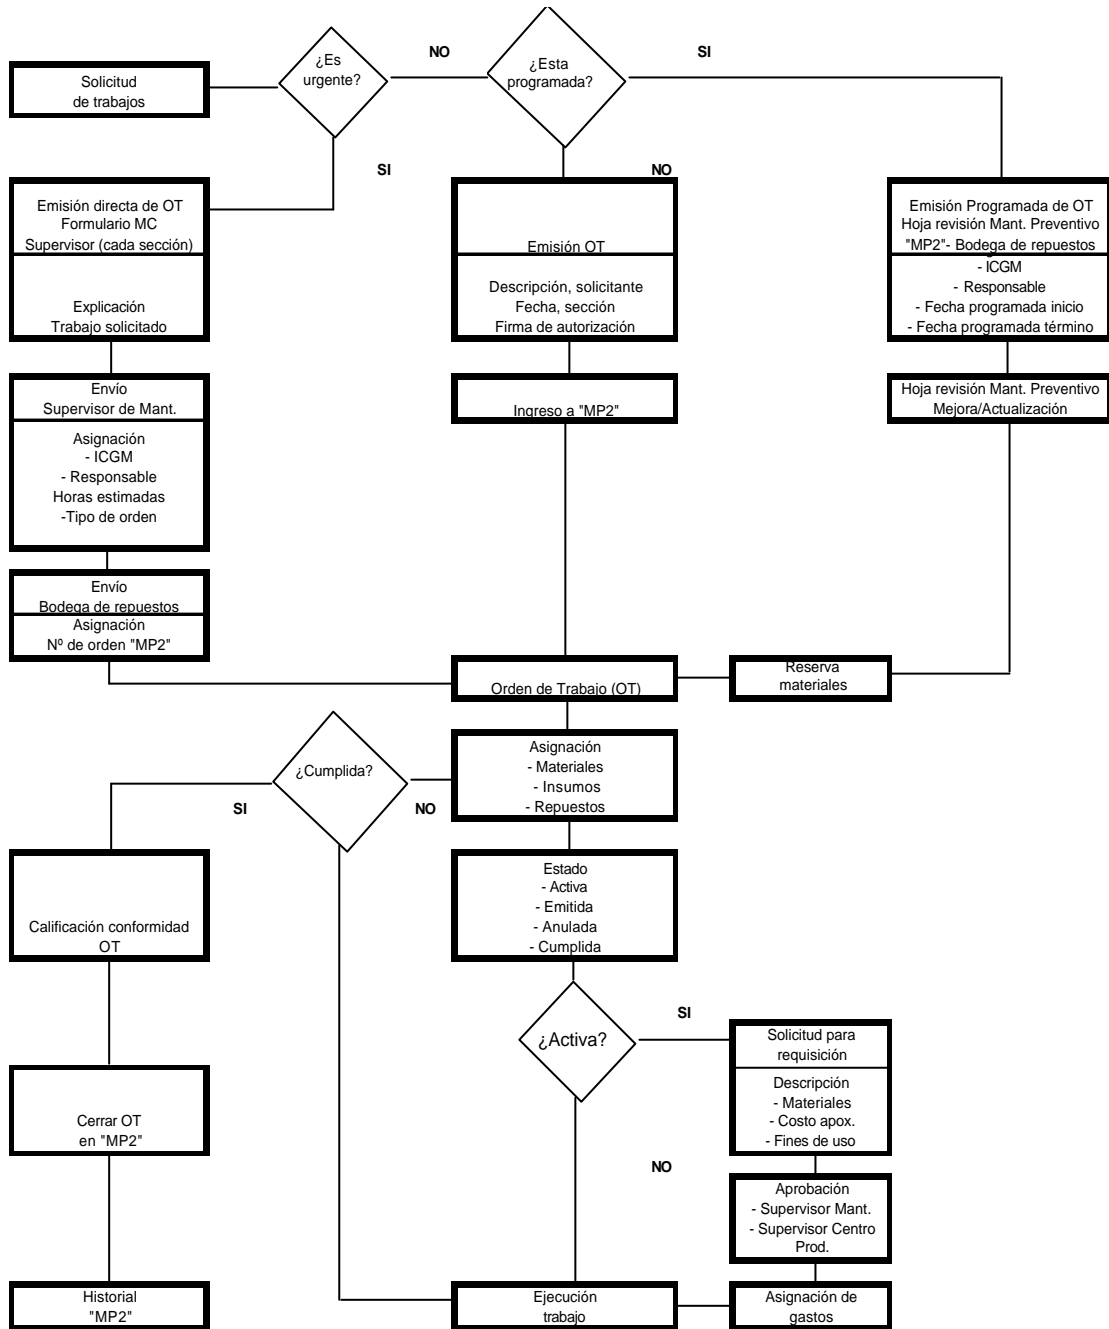 ¿Es
urgente?
NO
¿Esta
programada?
SI
Solicitud
de trabajos
SI
NO
Emisión directa de OT
Formulario MC
Supervisor (cada sección)
Explicación
Trabajo solicitado
Emisión OT
Descripción, solicitante
Fecha, sección
Firma de autorización
Emisión Programada de OT
Hoja revisión Mant. Preventivo
"MP2"- Bodega de repuestos
- ICGM
- Responsable
- Fecha programada inicio
- Fecha programada término
Envío
Supervisor de Mant.
Asignación
- ICGM
- Responsable
Horas estimadas
-Tipo de orden
Ingreso a "MP2"
Hoja revisión Mant. Preventivo
Mejora/Actualización
Envío
Bodega de repuestos
Asignación
Nº de orden "MP2"
Orden de Trabajo (OT)
Reserva
materiales
¿Cumplida?
SI
NO
Asignación
- Materiales
- Insumos
- Repuestos
Calificación conformidad
OT
Estado
- Activa
- Emitida
- Anulada
- Cumplida
¿Activa?
SI
NO
Solicitud para
requisición
Descripción
- Materiales
- Costo apox.
- Fines de uso
Cerrar OT
en "MP2"
Aprobación
- Supervisor Mant.
- Supervisor Centro
Prod.
Historial
"MP2"
Ejecución
trabajo
Asignación de
gastos